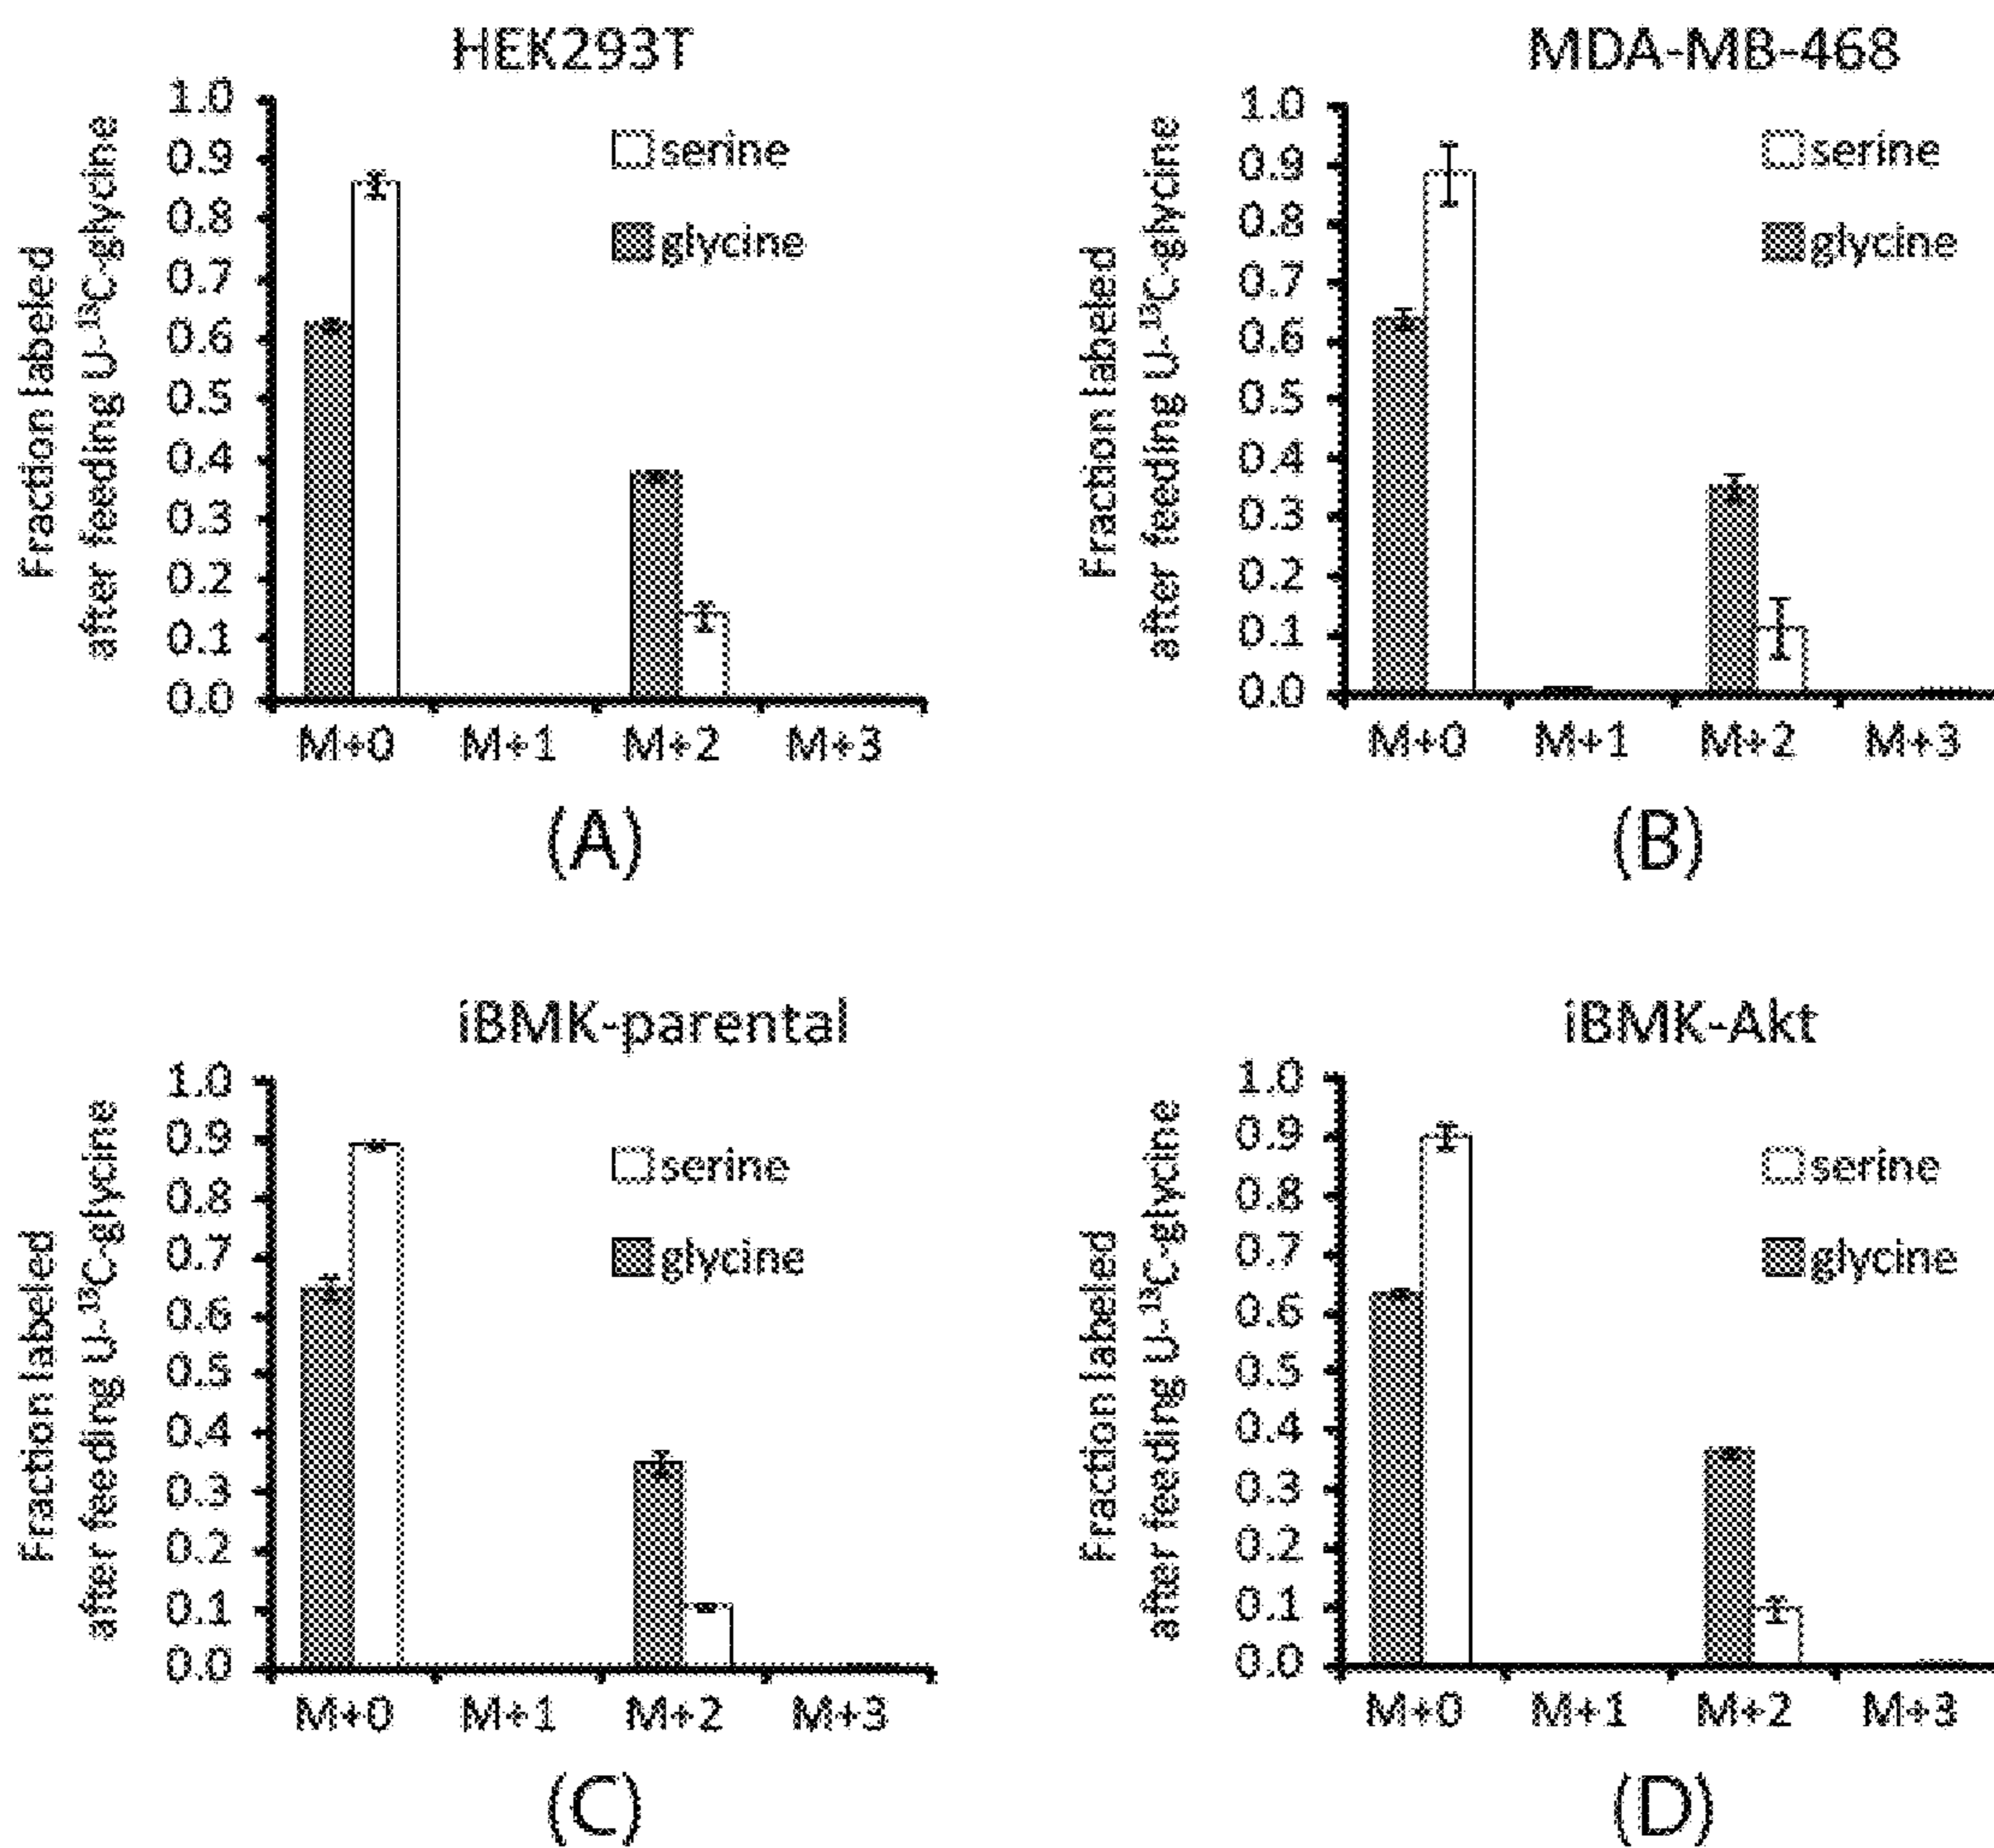 HEK293T
Fraction labeled
after feeding U-¹³C-glycine
1.0
0.9
0.8
0.7
0.6
0.5
0.4
0.3
0.2
0.1
0.0
serine
glycine
M+0 M+1 M+2 M+3
(A)
MDA-MB-468
Fraction labeled
after feeding U-¹³C-glycine
1.0
0.9
0.8
0.7
0.6
0.5
0.4
0.3
0.2
0.1
0.0
serine
glycine
M+0 M+1 M+2 M+3
(B)
iBMK-parental
Fraction labeled
after feeding U-¹³C-glycine
1.0
0.9
0.8
0.7
0.6
0.5
0.4
0.3
0.2
0.1
0.0
serine
glycine
M+0 M+1 M+2 M+3
(C)
iBMK-Akt
Fraction labeled
after feeding U-¹³C-glycine
1.0
0.9
0.8
0.7
0.6
0.5
0.4
0.3
0.2
0.1
0.0
serine
glycine
M+0 M+1 M+2 M+3
(D)